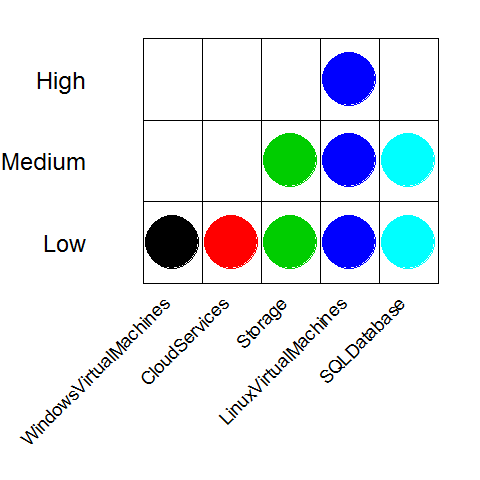 High
Medium
Low
WindowsVirtualMachines
CloudServices
Storage
LinuxVirtualMachines
SQLDatabase